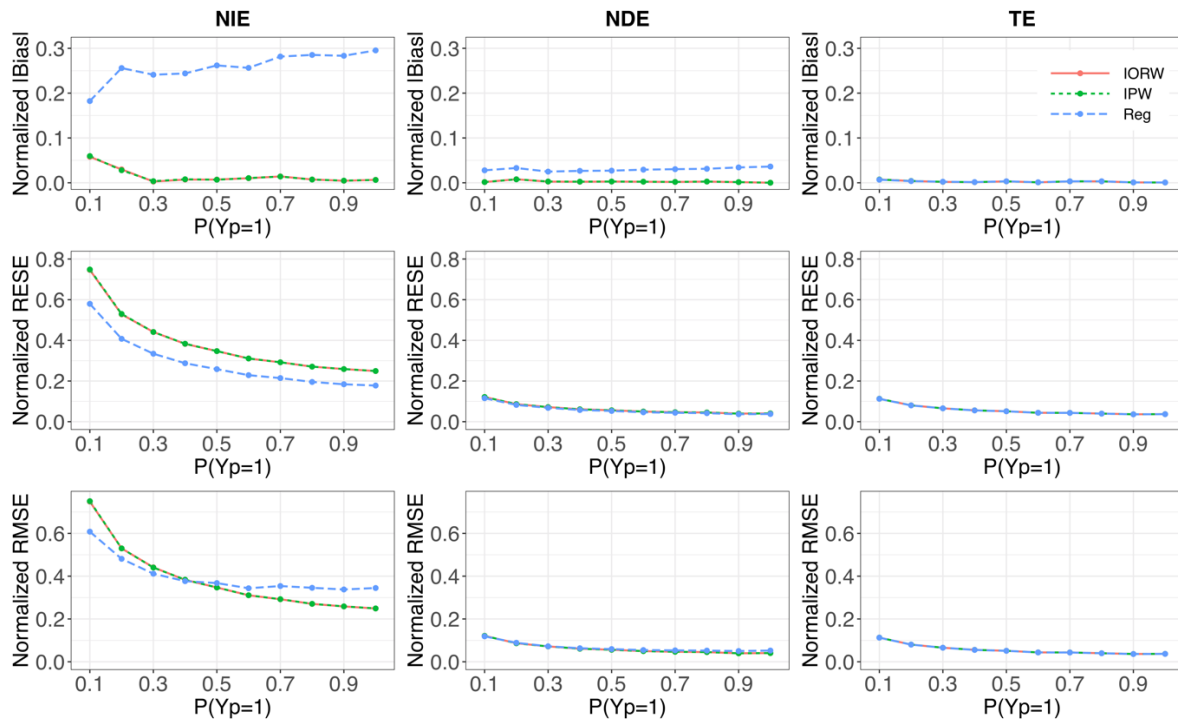 NIE NDE TE
Normalized |Bias| Normalized |Bias| Normalized |Bias|
0.3 0.3 0.3
0.2 0.2 0.2
0.1 0.1 0.1
0.0 0.0 0.0
IORW
IPW
Reg
0.1 0.3 0.5 0.7 0.9 0.1 0.3 0.5 0.7 0.9 0.1 0.3 0.5 0.7 0.9
P(Yp=1) P(Yp=1) P(Yp=1)
Normalized RESE Normalized RESE Normalized RESE
0.8 0.8 0.8
0.6 0.6 0.6
0.4 0.4 0.4
0.2 0.2 0.2
0.0 0.0 0.0
0.1 0.3 0.5 0.7 0.9 0.1 0.3 0.5 0.7 0.9 0.1 0.3 0.5 0.7 0.9
P(Yp=1) P(Yp=1) P(Yp=1)
Normalized RMSE Normalized RMSE Normalized RMSE
0.6 0.6 0.6
0.4 0.4 0.4
0.2 0.2 0.2
0.0 0.0 0.0
0.1 0.3 0.5 0.7 0.9 0.1 0.3 0.5 0.7 0.9 0.1 0.3 0.5 0.7 0.9
P(Yp=1) P(Yp=1) P(Yp=1)